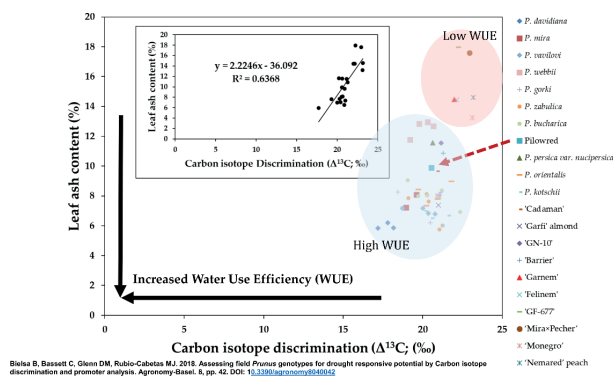 Leaf ash content (%)
20
18
16
14
12
10
8
6
4
2
0
0
5
10
15
20
25
Carbon isotope discrimination (Δ¹³C; (‰)
Leaf ash content (%)
20
18
16
14
12
10
8
6
4
2
0
y = 2.2246x - 36.092
R² = 0.6368
10
15
20
25
Carbon isotope Discrimination (Δ¹³C; ‰)
Low WUE
High WUE
Increased Water Use Efficiency (WUE)
P. davidiana
P. mira
P. vavilovi
P. webbii
P. gorki
P. zabulica
P. bucharica
Pilowred
P. persica var. nucipersica
P. orientalis
P. kotschii
'Cadaman'
'Garfi' almond
'GN-10'
'Barrier'
'Garnem'
'Felinem'
'GF-677'
'Mira×Pecher'
'Monegro'
'Nemared' peach
Bielsa B, Bassett C, Glenn DM, Rubio-Cabetas MJ. 2018. Assessing field Prunus genotypes for drought responsive potential by Carbon isotope
discrimination and promoter analysis. Agronomy-Basel. 8, pp. 42. DOI: 10.3390/agronomy8040042